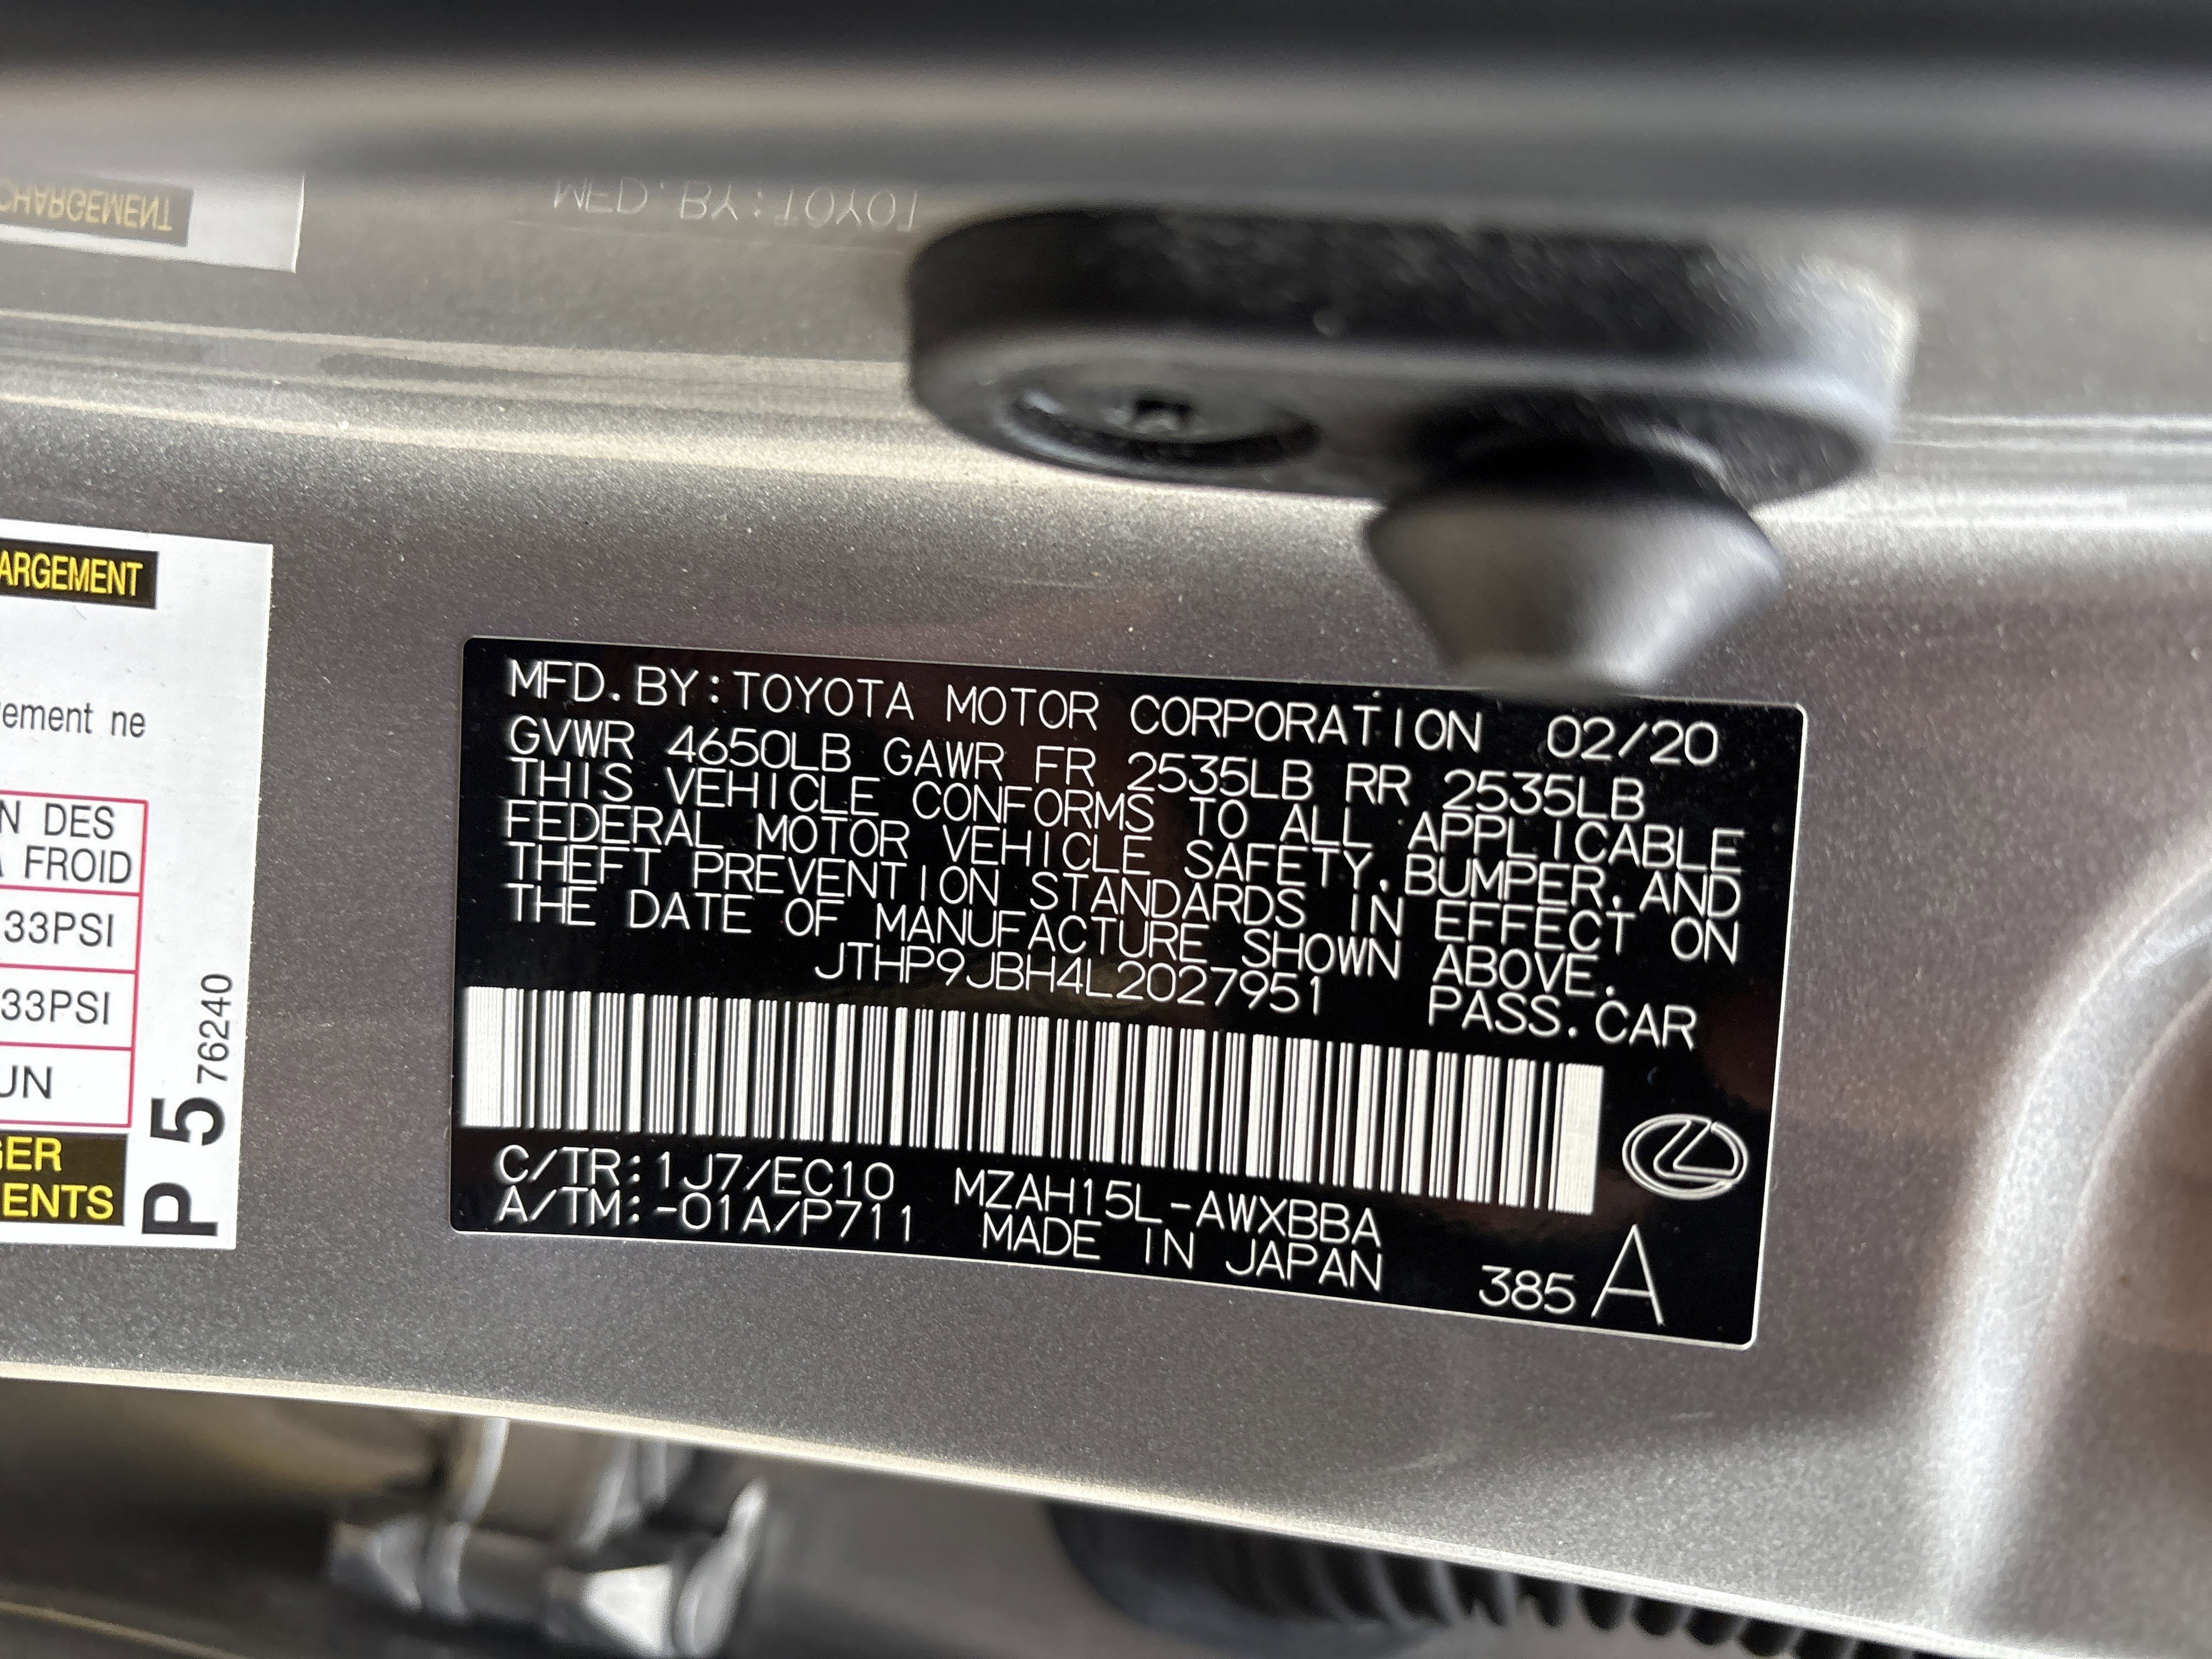 CHARGEMENT
MFD.BY:TOYOT
ARGEMENT
ement ne
N DES
A FROID
33PSI
33PSI
UN
GER
ENTS
P 5 76240
MFD.BY:TOYOTA MOTOR CORPORATION 02/20
GVWR 4650LB GAWR FR 2535LB RR 2535LB
THIS VEHICLE CONFORMS TO ALL APPLICABLE
FEDERAL MOTOR VEHICLE SAFETY,BUMPER,AND
THEFT PREVENTION STANDARDS IN EFFECT ON
THE DATE OF MANUFACTURE SHOWN ABOVE.
JTHP9JBH4L2027951 PASS.CAR
C/TR:1J7/EC10 MZAH15L-AWXBBA
A/TM:-01A/P711 MADE IN JAPAN 385 A